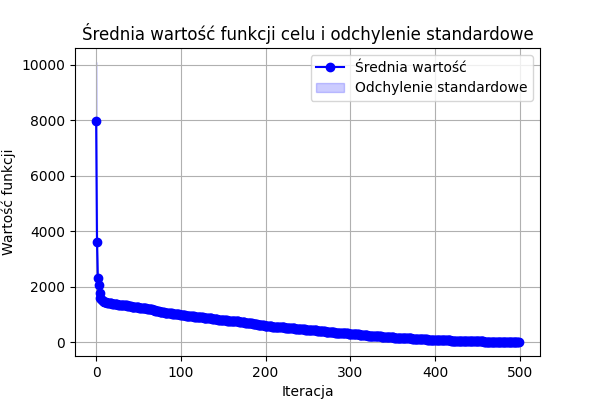 Średnia wartość funkcji celu i odchylenie standardowe
Średnia wartość
Odchylenie standardowe
Wartość funkcji
10000
8000
6000
4000
2000
0
0 100 200 300 400 500
Iteracja